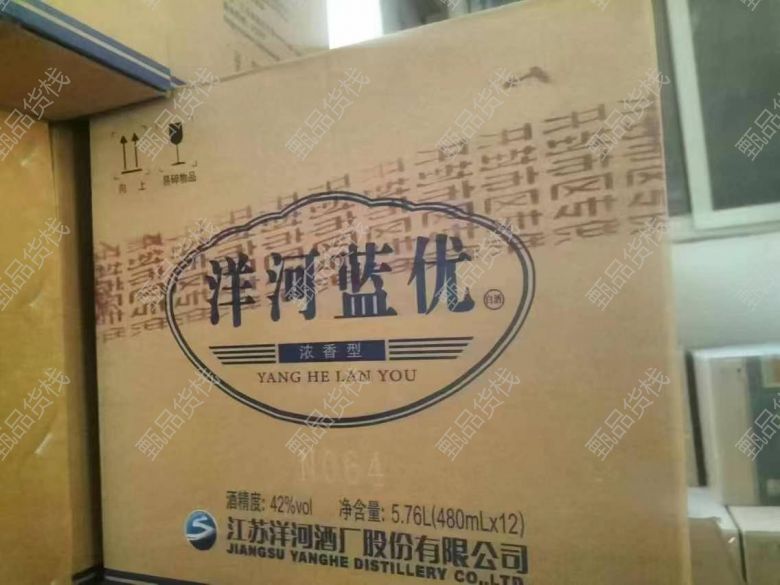 向 上
易碎物品
洋河蓝优
白酒
浓香型
YANG HE LAN YOU
N064
酒精度: 42%vol 净含量: 5.76L(480mLx12)
江苏洋河酒厂股份有限公司
JIANGSU YANGHE DISTILLERY CO.,LTD
甄品货栈